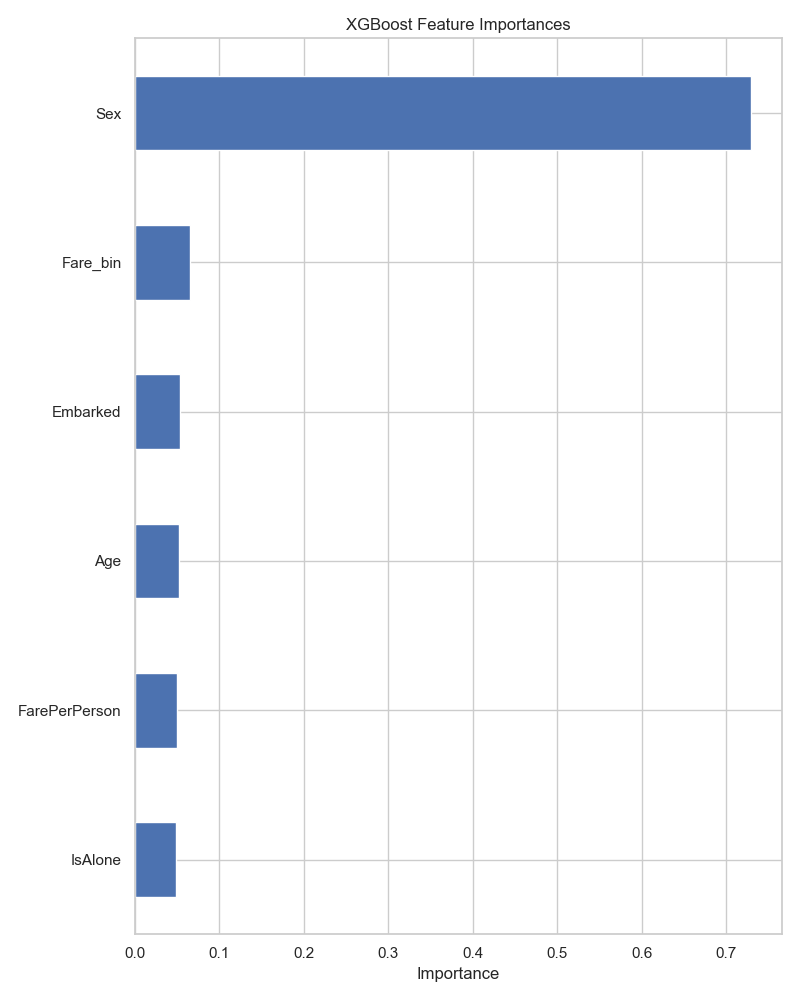 XGBoost Feature Importances
Sex
Fare_bin
Embarked
Age
FarePerPerson
IsAlone
0.0 0.1 0.2 0.3 0.4 0.5 0.6 0.7
Importance